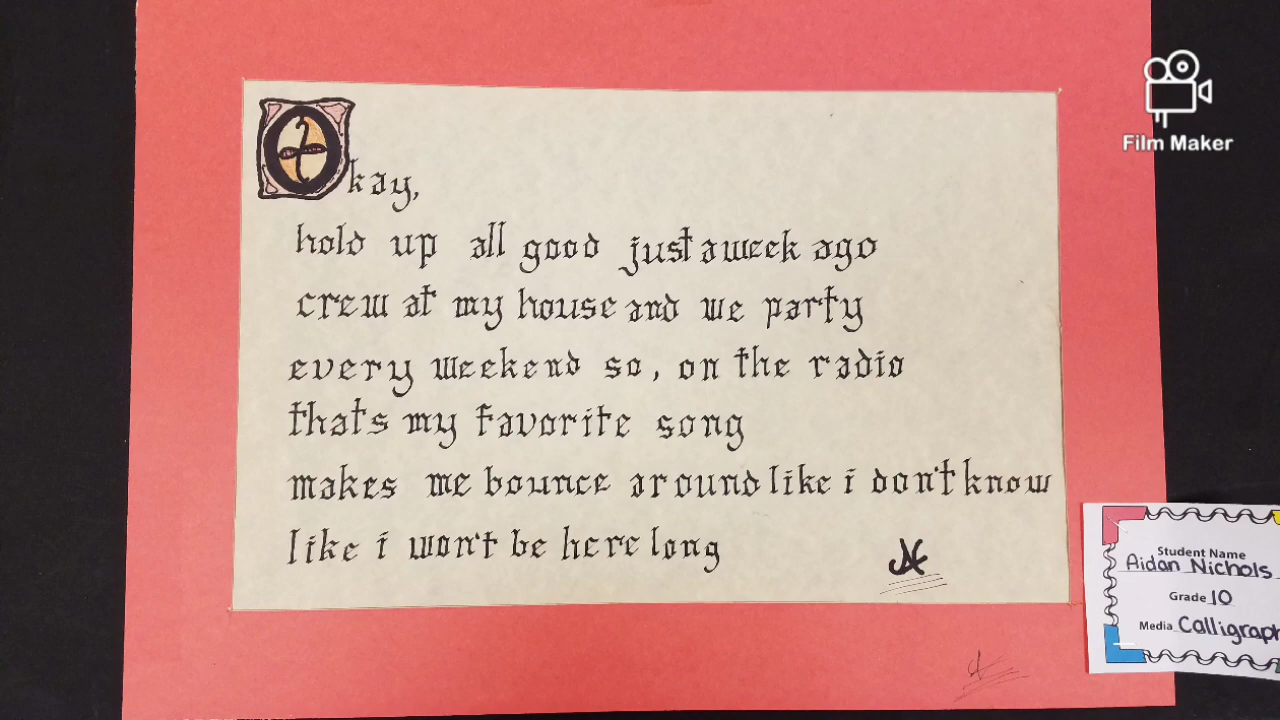 Okay,
hold up all good just a week ago
crew at my house and we party
every weekend so, on the radio
thats my favorite song
makes me bounce around like i don't know
like i won't be here long
Film Maker
Student Name
Aidan Nichols
Grade 10
Media Calligraph